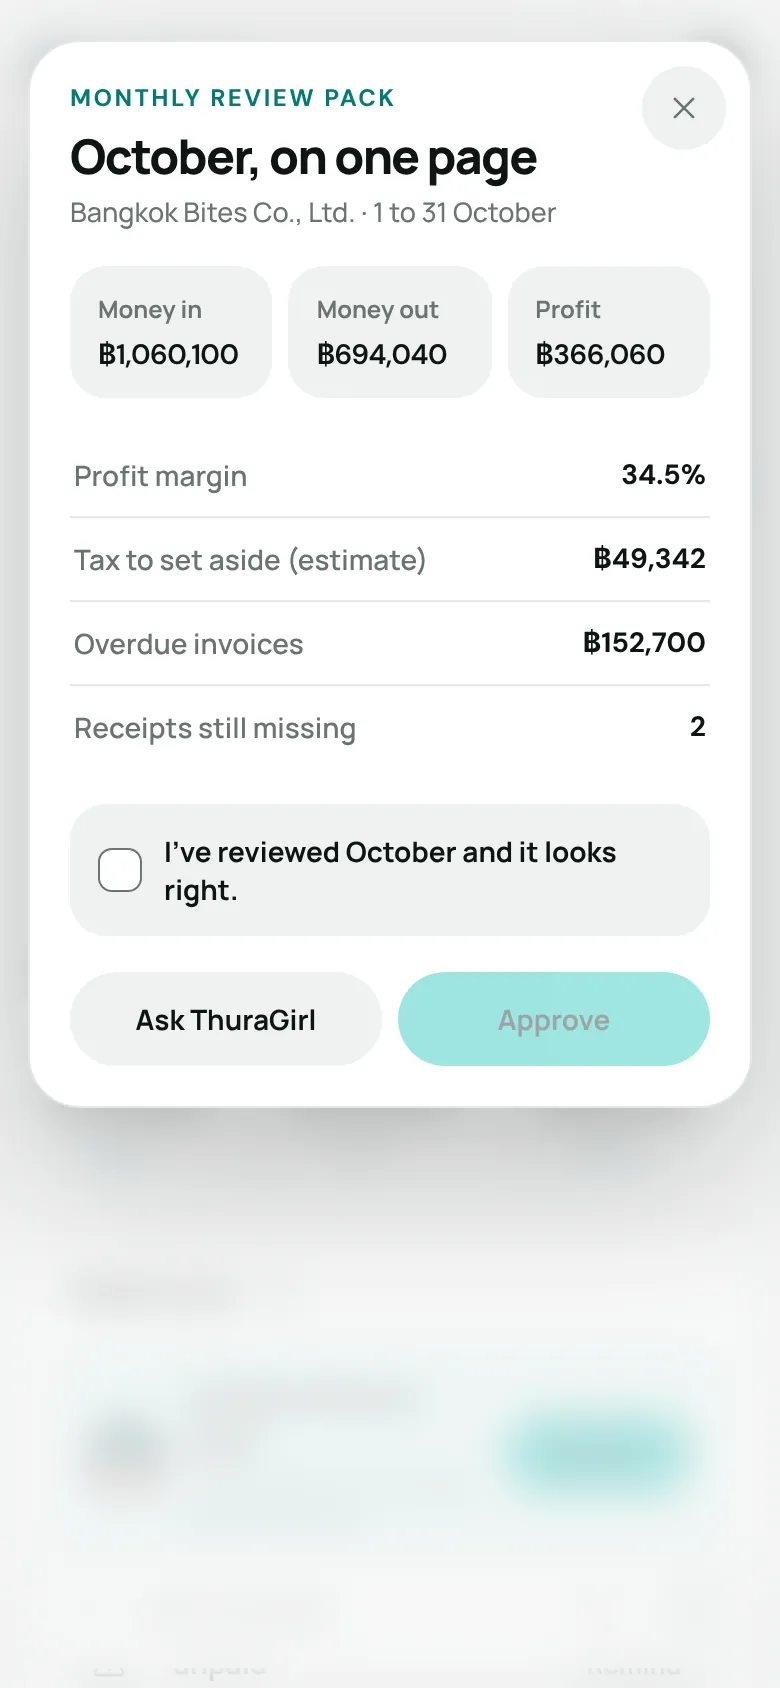 MONTHLY REVIEW PACK
October, on one page
Bangkok Bites Co., Ltd. · 1 to 31 October
Money in
฿1,060,100
Money out
฿694,040
Profit
฿366,060
Profit margin
34.5%
Tax to set aside (estimate)
฿49,342
Overdue invoices
฿152,700
Receipts still missing
2
I've reviewed October and it looks
right.
Ask ThuraGirl
Approve